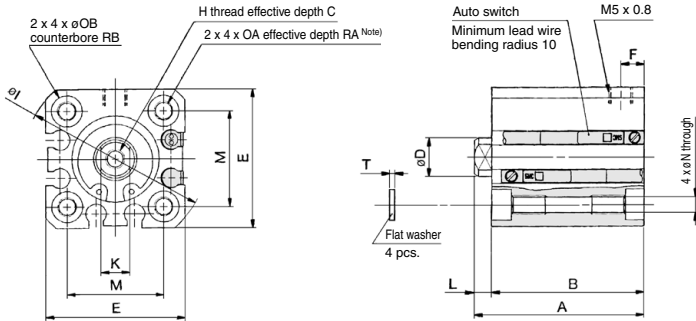 H thread effective depth C
2 x 4 x øOB
counterbore RB
2 x 4 x OA effective depth RA Note)
øI
M
E
K
M
E
Auto switch
Minimum lead wire
bending radius 10
M5 x 0.8
F
øD
T
Flat washer
4 pcs.
4 x øN through
L
B
A